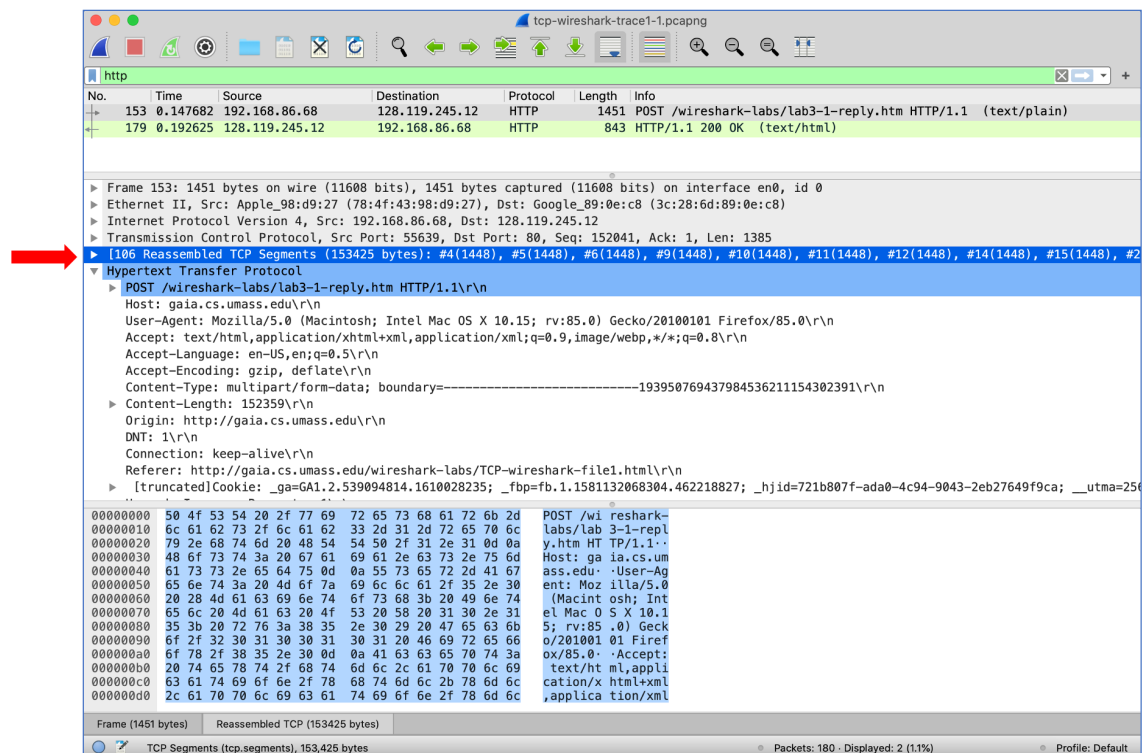 tcp-wireshark-trace1-1.pcapng
http
No. Time Source Destination Protocol Length Info
153 0.147682 192.168.86.68 128.119.245.12 HTTP 1451 POST /wireshark-labs/lab3-1-reply.htm HTTP/1.1 (text/plain)
179 0.192625 128.119.245.12 192.168.86.68 HTTP 843 HTTP/1.1 200 OK (text/html)
Frame 153: 1451 bytes on wire (11608 bits), 1451 bytes captured (11608 bits) on interface en0, id 0
Ethernet II, Src: Apple_98:d9:27 (78:4f:43:98:d9:27), Dst: Google_89:0e:c8 (3c:28:6d:89:0e:c8)
Internet Protocol Version 4, Src: 192.168.86.68, Dst: 128.119.245.12
Transmission Control Protocol, Src Port: 55639, Dst Port: 80, Seq: 152041, Ack: 1, Len: 1385
[106 Reassembled TCP Segments (153425 bytes): #4(1448), #5(1448), #6(1448), #9(1448), #10(1448), #11(1448), #12(1448), #14(1448), #15(1448), #2
Hypertext Transfer Protocol
POST /wireshark-labs/lab3-1-reply.htm HTTP/1.1\r\n
Host: gaia.cs.umass.edu\r\n
User-Agent: Mozilla/5.0 (Macintosh; Intel Mac OS X 10.15; rv:85.0) Gecko/20100101 Firefox/85.0\r\n
Accept: text/html,application/xhtml+xml,application/xml;q=0.9,image/webp,*/*;q=0.8\r\n
Accept-Language: en-US,en;q=0.5\r\n
Accept-Encoding: gzip, deflate\r\n
Content-Type: multipart/form-data; boundary=---------------------------193950769437984536211154302391\r\n
Content-Length: 152359\r\n
Origin: http://gaia.cs.umass.edu\r\n
DNT: 1\r\n
Connection: keep-alive\r\n
Referer: http://gaia.cs.umass.edu/wireshark-labs/TCP-wireshark-file1.html\r\n
[truncated]Cookie: _ga=GA1.2.539094814.1610028235; _fbp=fb.1.1581132068304.462218827; _hjid=721b807f-ada0-4c94-9043-2eb27649f9ca; __utma=256
00000000 50 4f 53 54 20 2f 77 69 72 65 73 68 61 72 6b 2d POST /wi reshark-
00000010 6c 61 62 73 2f 6c 61 62 33 2d 31 2d 72 65 70 6c labs/lab 3-1-repl
00000020 79 2e 68 74 6d 20 48 54 54 50 2f 31 2e 31 0d 0a y.htm HT TP/1.1··
00000030 48 6f 73 74 3a 20 67 61 69 61 2e 63 73 2e 75 6d Host: ga ia.cs.um
00000040 61 73 73 2e 65 64 75 0d 0a 55 73 65 72 2d 41 67 ass.edu· ·User-Ag
00000050 65 6e 74 3a 20 4d 6f 7a 69 6c 6c 61 2f 35 2e 30 ent: Moz illa/5.0
00000060 20 28 4d 61 63 69 6e 74 6f 73 68 3b 20 49 6e 74 (Macint osh; Int
00000070 65 6c 20 4d 61 63 20 4f 53 20 58 20 31 30 2e 31 el Mac O S X 10.1
00000080 35 3b 20 72 76 3a 38 35 2e 30 29 20 47 65 63 6b 5; rv:85 .0) Geck
00000090 6f 2f 32 30 31 30 30 31 30 31 20 46 69 72 65 66 o/201001 01 Firef
000000a0 6f 78 2f 38 35 2e 30 0d 0a 41 63 63 65 70 74 3a ox/85.0· ·Accept:
000000b0 20 74 65 78 74 2f 68 74 6d 6c 2c 61 70 70 6c 69 text/ht ml,appli
000000c0 63 61 74 69 6f 6e 2f 78 68 74 6d 6c 2b 78 6d 6c cation/x html+xml
000000d0 2c 61 70 70 6c 69 63 61 74 69 6f 6e 2f 78 6d 6c ,applica tion/xml
Frame (1451 bytes) Reassembled TCP (153425 bytes)
TCP Segments (tcp.segments), 153,425 bytes Packets: 180 · Displayed: 2 (1.1%) Profile: Default